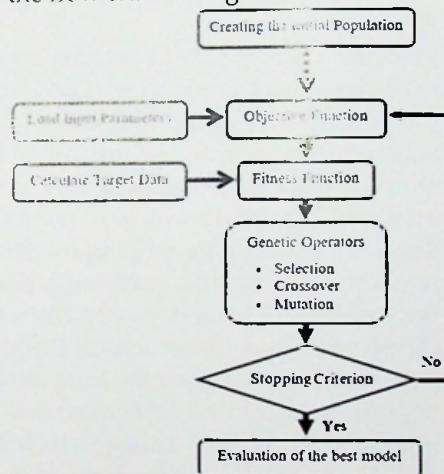 Creating the Initial Population
Load Input Parameters
Objective Function
Calculate Target Data
Fitness Function
Genetic Operators
• Selection
• Crossover
• Mutation
Stopping Criterion
No
Yes
Evaluation of the best model